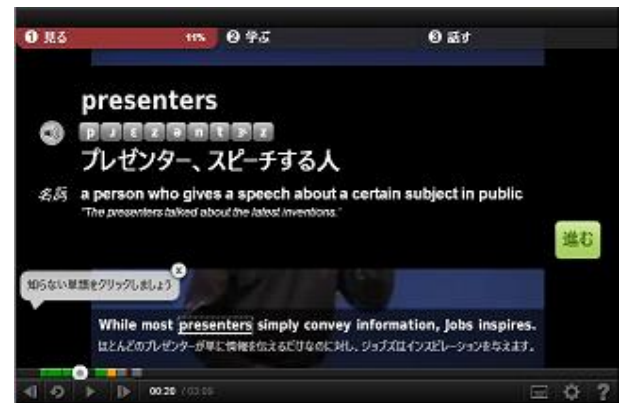 ❶ 見る 11% ❷ 学ぶ ❸ 話す
presenters
プレゼンター、スピーチする人
名詞 a person who gives a speech about a certain subject in public
"The presenters talked about the latest inventions."
進む
知らない単語をクリックしましょう
While most presenters simply convey information, Jobs inspires.
ほとんどのプレゼンターが単に情報を伝えるだけなのに対し、ジョブズはインスピレーションを与えます。
00:20 / 03:08